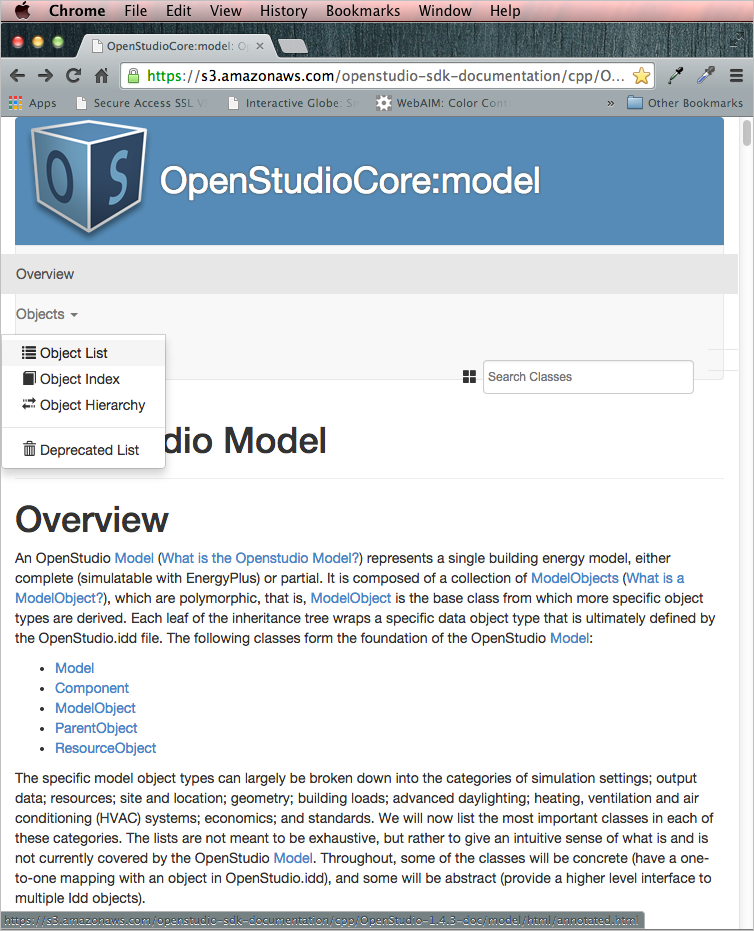 Chrome File Edit View History Bookmarks Window Help
OpenStudioCore:model: O
https://s3.amazonaws.com/openstudio-sdk-documentation/cpp/O...
Apps Secure Access SSL V Interactive Globe: Sm WebAIM: Color Cont » Other Bookmarks
OS
OpenStudioCore:model
Overview
Objects
Object List
Object Index
Object Hierarchy
Deprecated List
Search Classes
dio Model
Overview
An OpenStudio Model (What is the Openstudio Model?) represents a single building energy model, either
complete (simulatable with EnergyPlus) or partial. It is composed of a collection of ModelObjects (What is a
ModelObject?), which are polymorphic, that is, ModelObject is the base class from which more specific object
types are derived. Each leaf of the inheritance tree wraps a specific data object type that is ultimately defined by
the OpenStudio.idd file. The following classes form the foundation of the OpenStudio Model:
• Model
• Component
• ModelObject
• ParentObject
• ResourceObject
The specific model object types can largely be broken down into the categories of simulation settings; output
data; resources; site and location; geometry; building loads; advanced daylighting; heating, ventilation and air
conditioning (HVAC) systems; economics; and standards. We will now list the most important classes in each of
these categories. The lists are not meant to be exhaustive, but rather to give an intuitive sense of what is and is
not currently covered by the OpenStudio Model. Throughout, some of the classes will be concrete (have a one-
to-one mapping with an object in OpenStudio.idd), and some will be abstract (provide a higher level interface to
multiple Idd objects).
https://s3.amazonaws.com/openstudio-sdk-documentation/cpp/OpenStudio-1.4.3-doc/model/html/annotated.html